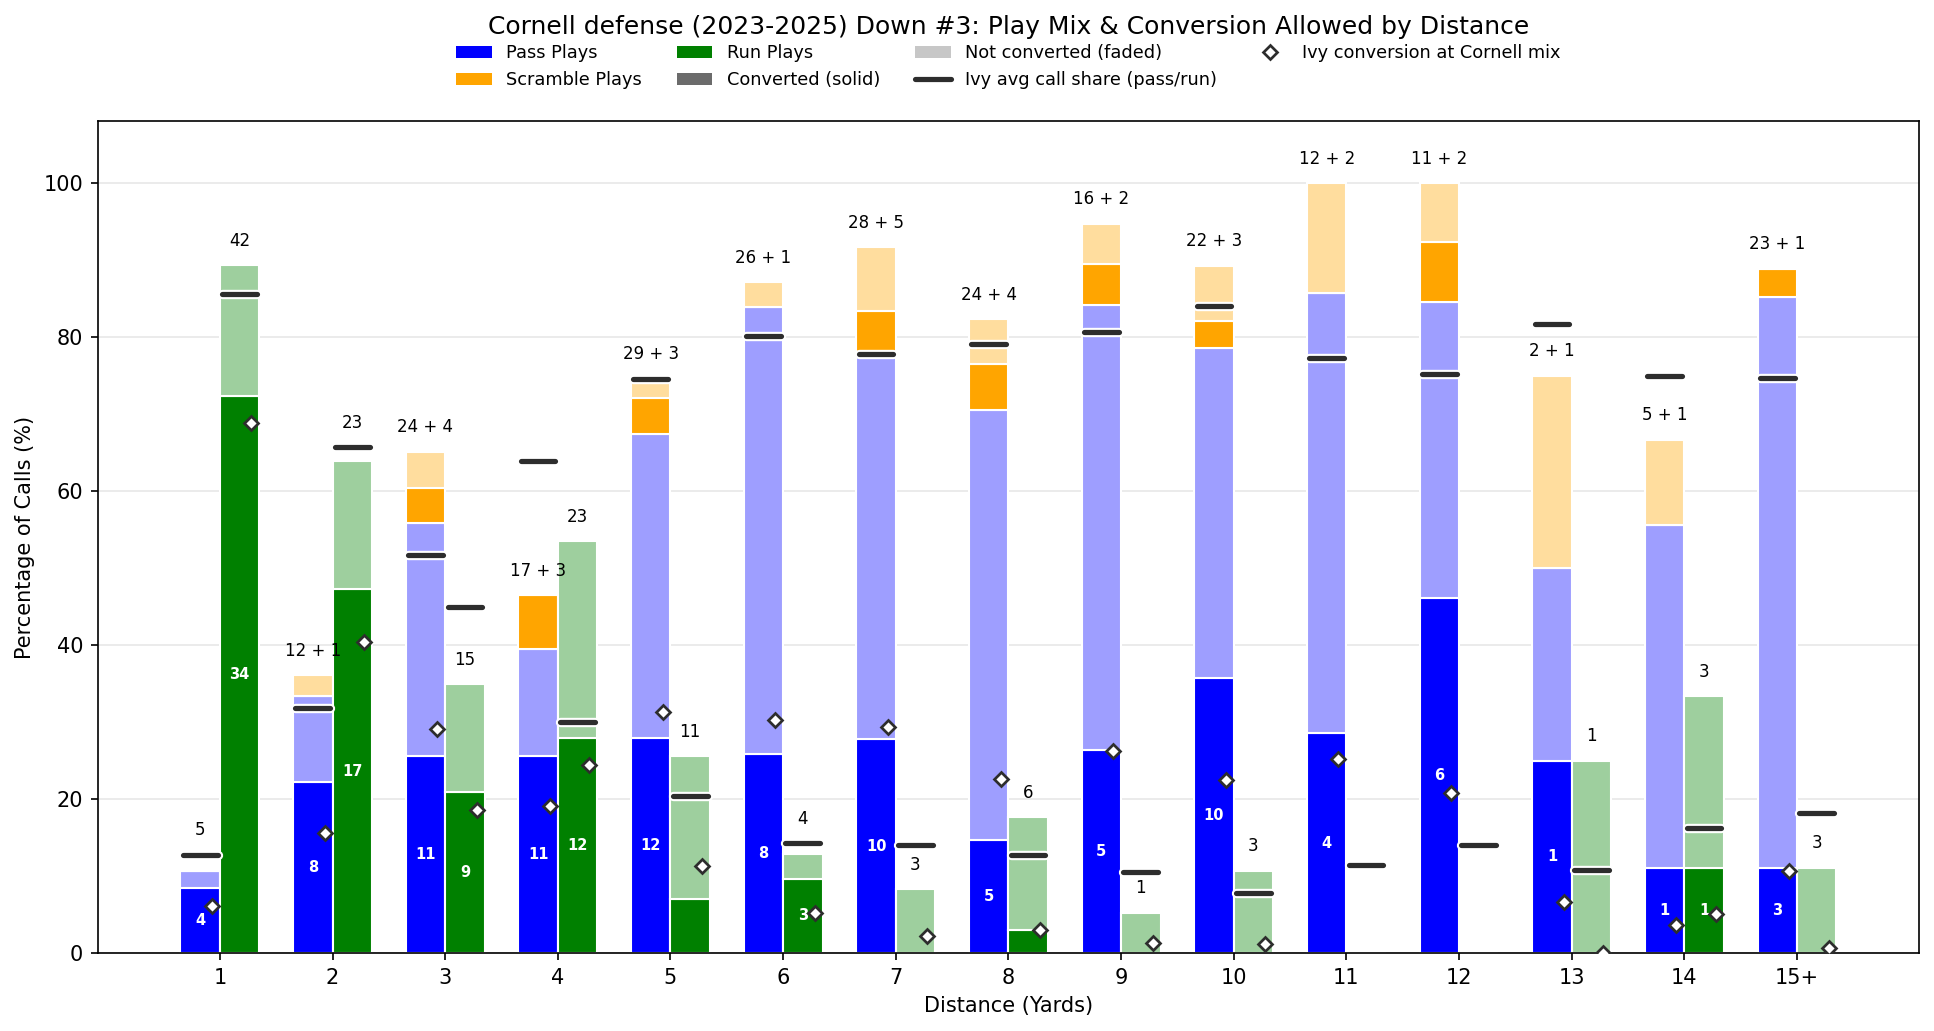 Cornell defense (2023-2025) Down #3: Play Mix & Conversion Allowed by Distance
Pass Plays
Run Plays
Not converted (faded)
Ivy conversion at Cornell mix
Scramble Plays
Converted (solid)
Ivy avg call share (pass/run)
Percentage of Calls (%)
100
80
60
40
20
0
5
42
12 + 1
23
24 + 4
15
17 + 3
23
29 + 3
11
26 + 1
4
28 + 5
3
24 + 4
6
16 + 2
1
22 + 3
3
12 + 2
11 + 2
2 + 1
1
5 + 1
3
23 + 1
3
4
34
8
17
11
9
11
12
12
8
3
10
5
5
10
4
6
1
1
1
3
1 2 3 4 5 6 7 8 9 10 11 12 13 14 15+
Distance (Yards)